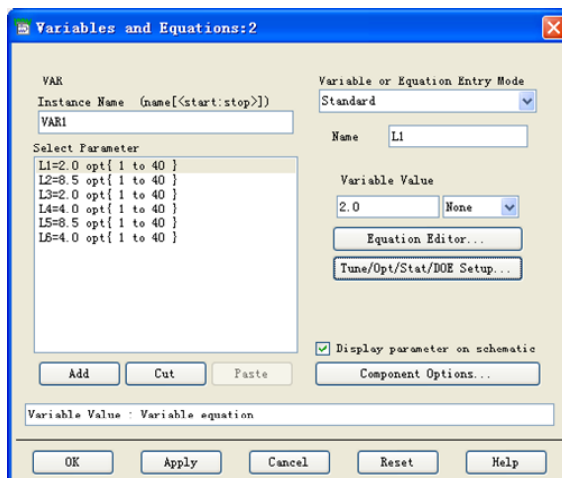 Variables and Equations:2
VAR
Instance Name (name[<start:stop>])
VAR1
Select Parameter
L1=2.0 opt{ 1 to 40 }
L2=8.5 opt{ 1 to 40 }
L3=2.0 opt{ 1 to 40 }
L4=4.0 opt{ 1 to 40 }
L5=8.5 opt{ 1 to 40 }
L6=4.0 opt{ 1 to 40 }
Add Cut Paste
Variable or Equation Entry Mode
Standard
Name L1
Variable Value
2.0 None
Equation Editor...
Tune/Opt/Stat/DOE Setup...
Display parameter on schematic
Component Options...
Variable Value : Variable equation
OK Apply Cancel Reset Help